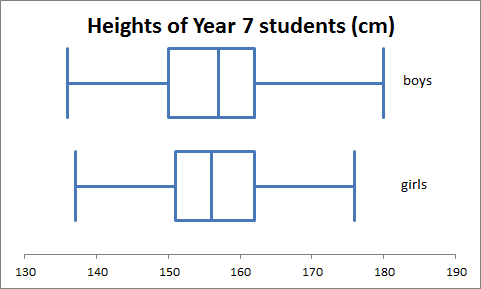 Heights of Year 7 students (cm)
boys
girls
130 140 150 160 170 180 190